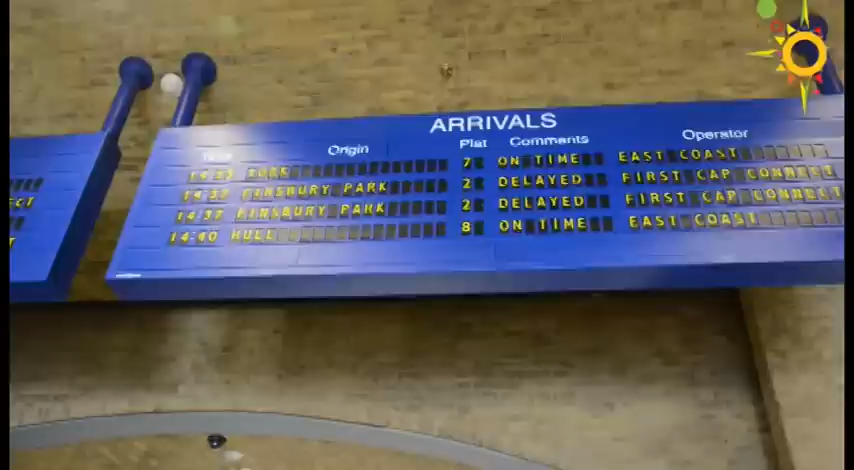 ARRIVALS
Origin Plat Comments Operator
YORK 7 ON TIME EAST COAST
14:37 FINSBURY PARK 2 DELAYED FIRST CAP CONNECT
14:37 FINSBURY PARK 2 DELAYED FIRST CAP CONNECT
14:40 HULL 8 ON TIME EAST COAST